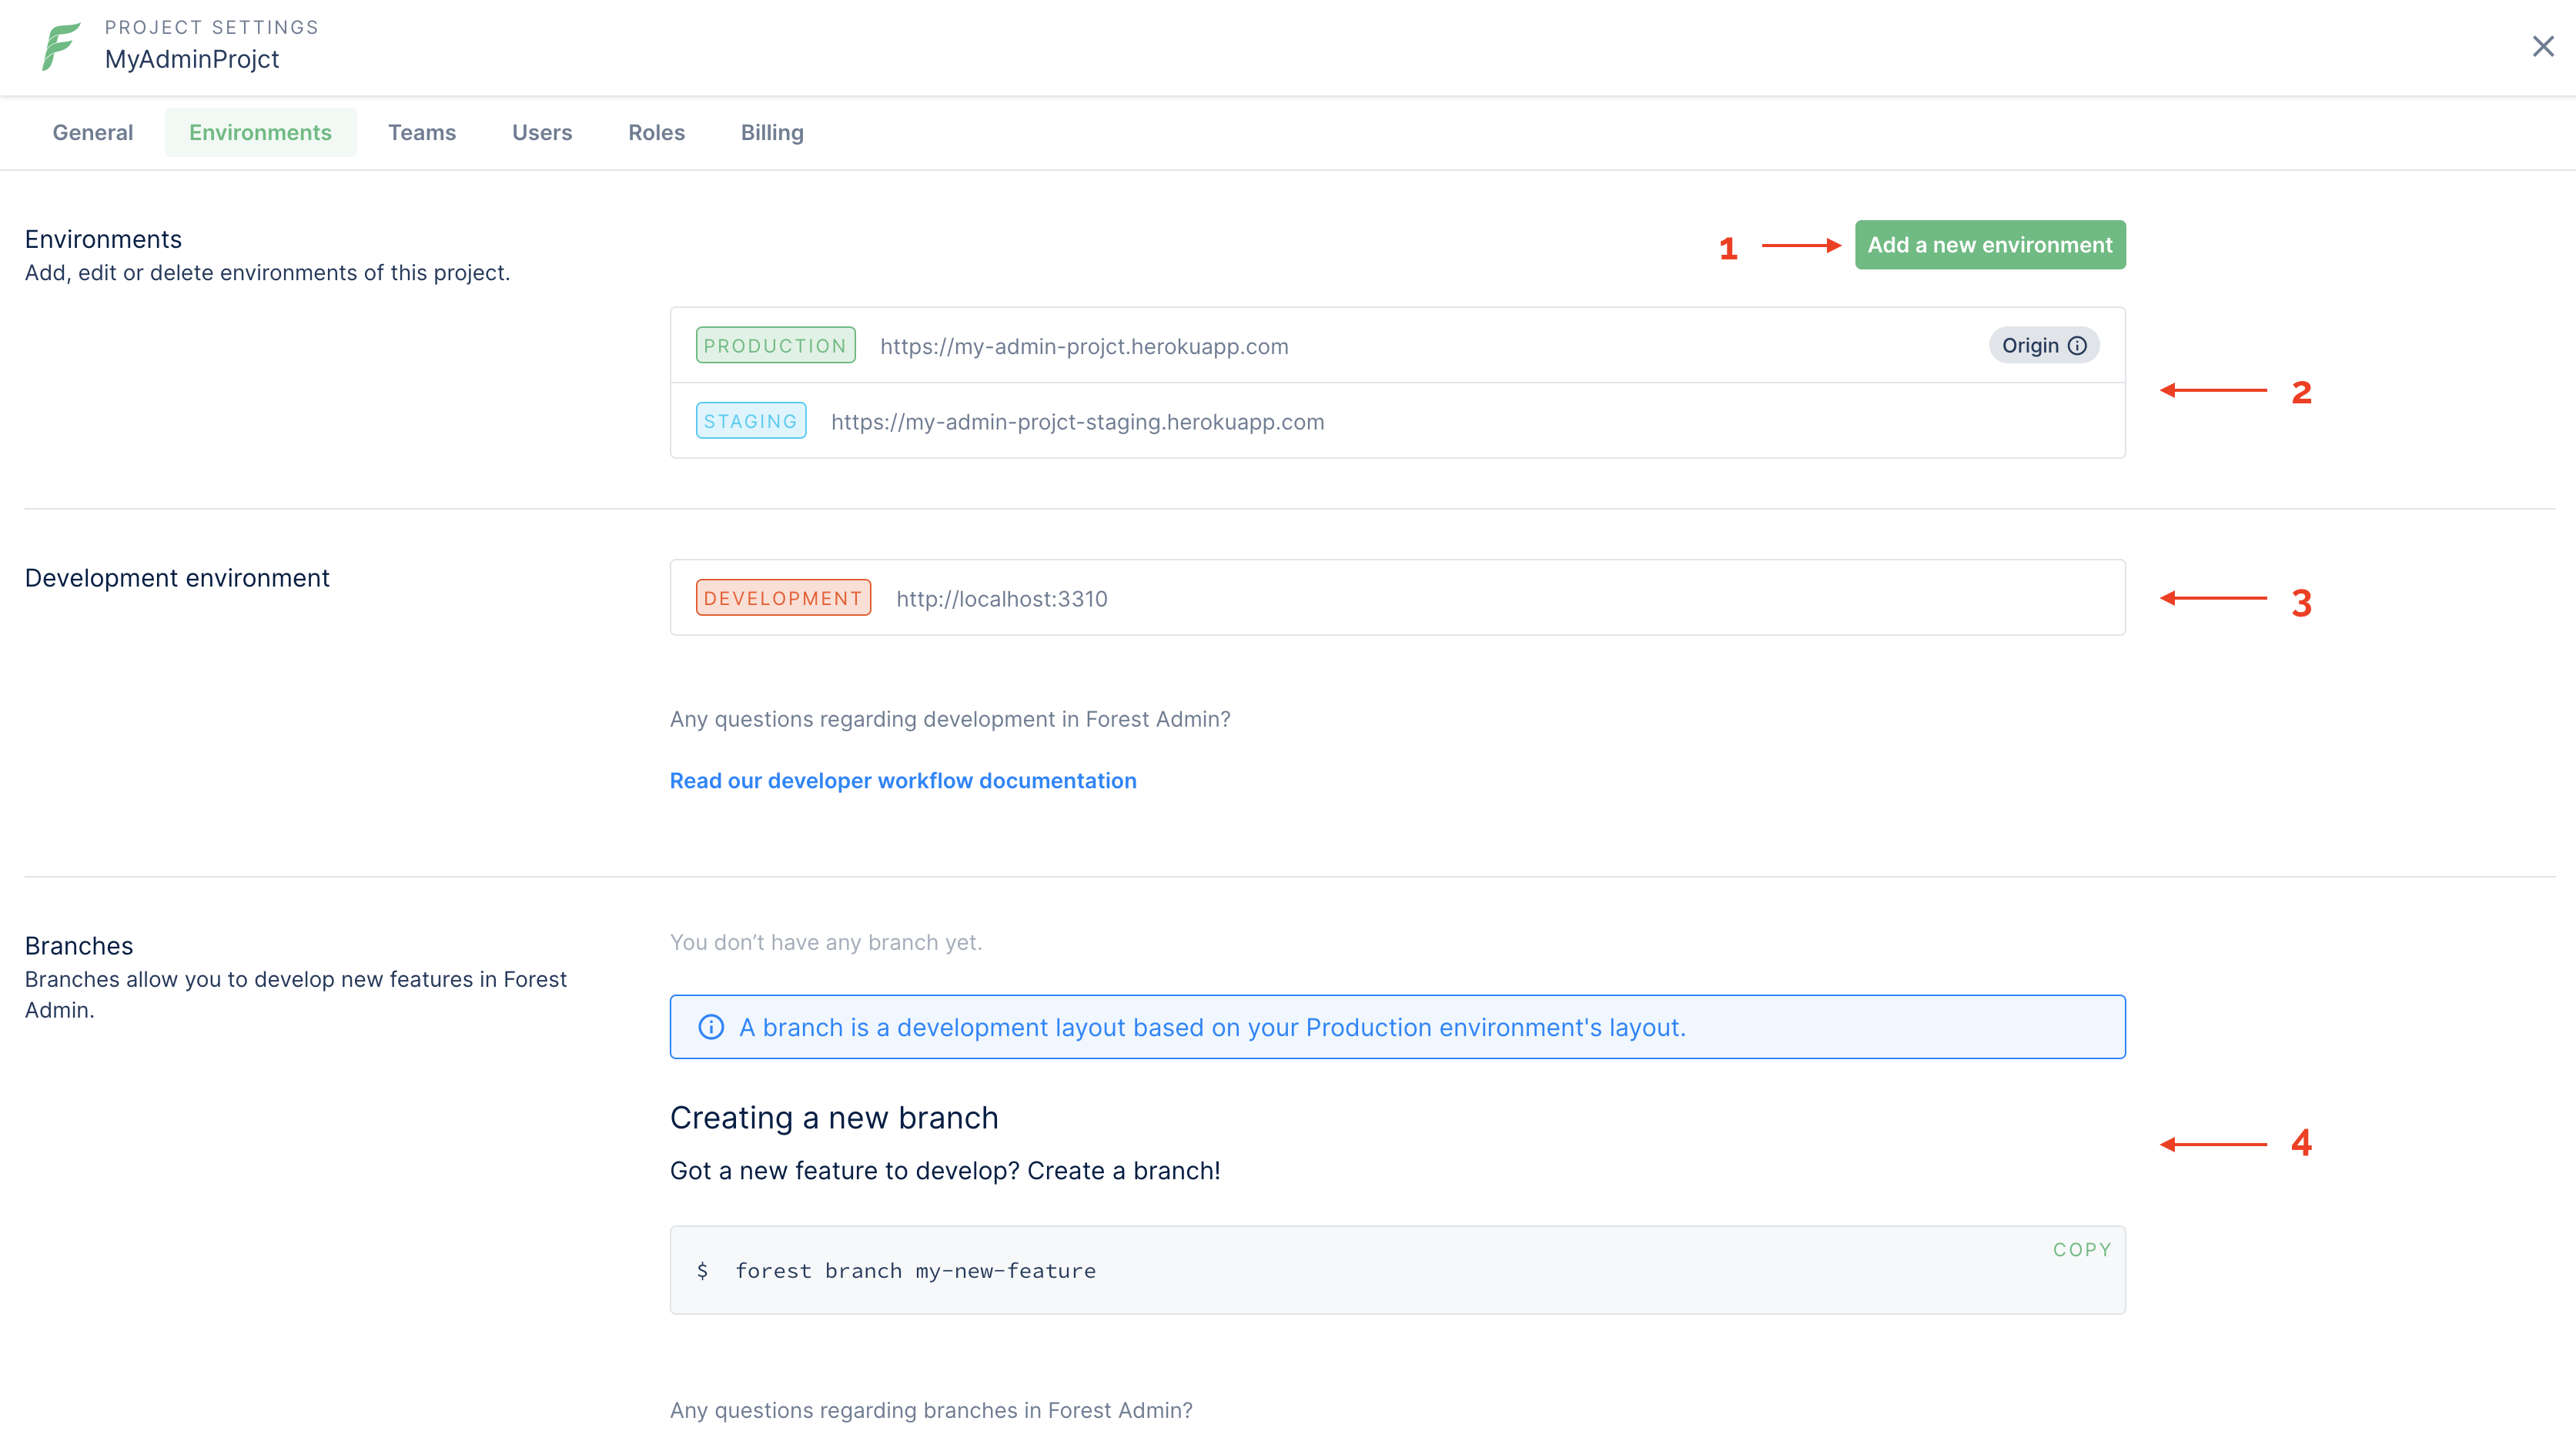 PROJECT SETTINGS
MyAdminProjct
General Environments Teams Users Roles Billing
Environments
Add, edit or delete environments of this project.
1 Add a new environment
PRODUCTION https://my-admin-projct.herokuapp.com Origin
2
STAGING https://my-admin-projct-staging.herokuapp.com
Development environment
DEVELOPMENT http://localhost:3310
3
Any questions regarding development in Forest Admin?
Read our developer workflow documentation
Branches
Branches allow you to develop new features in Forest
Admin.
You don’t have any branch yet.
A branch is a development layout based on your Production environment's layout.
Creating a new branch
4
Got a new feature to develop? Create a branch!
COPY
$ forest branch my-new-feature
Any questions regarding branches in Forest Admin?